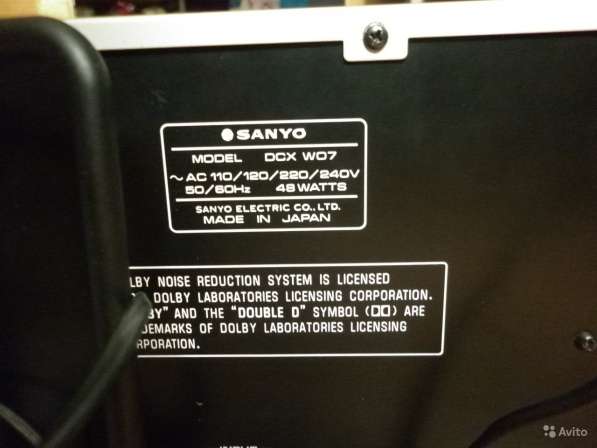 SANYO
MODEL DCX W07
~ AC 110/120/220/240V
50/60Hz 48 WATTS
SANYO ELECTRIC CO., LTD.
MADE IN JAPAN
LBY NOISE REDUCTION SYSTEM IS LICENSED
DOLBY LABORATORIES LICENSING CORPORATION.
BY" AND THE "DOUBLE D" SYMBOL ( ) ARE
DEMARKS OF DOLBY LABORATORIES LICENSING
RPORATION.
Avito